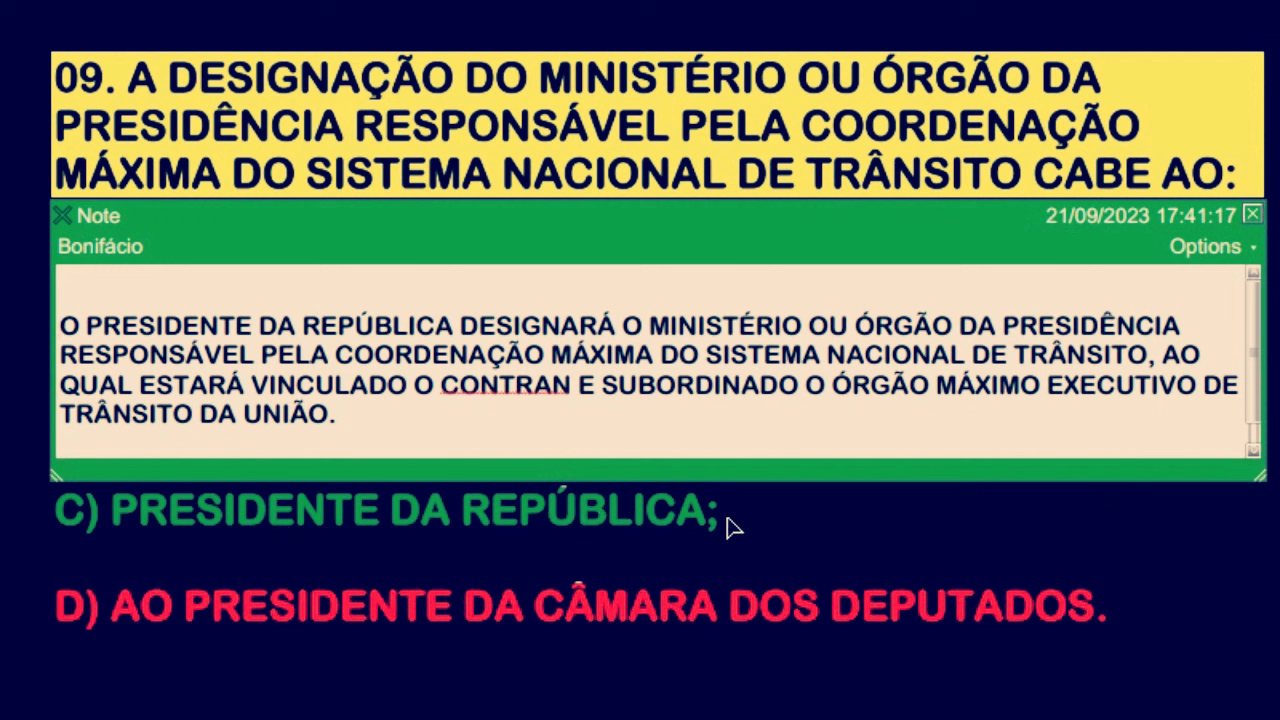 09. A DESIGNAÇÃO DO MINISTÉRIO OU ÓRGÃO DA
PRESIDÊNCIA RESPONSÁVEL PELA COORDENAÇÃO
MÁXIMA DO SISTEMA NACIONAL DE TRÂNSITO CABE AO:
Note 21/09/2023 17:41:17
Bonifácio Options
O PRESIDENTE DA REPÚBLICA DESIGNARÁ O MINISTÉRIO OU ÓRGÃO DA PRESIDÊNCIA
RESPONSÁVEL PELA COORDENAÇÃO MÁXIMA DO SISTEMA NACIONAL DE TRÂNSITO, AO
QUAL ESTARÁ VINCULADO O CONTRAN E SUBORDINADO O ÓRGÃO MÁXIMO EXECUTIVO DE
TRÂNSITO DA UNIÃO.
C) PRESIDENTE DA REPÚBLICA;
D) AO PRESIDENTE DA CÂMARA DOS DEPUTADOS.